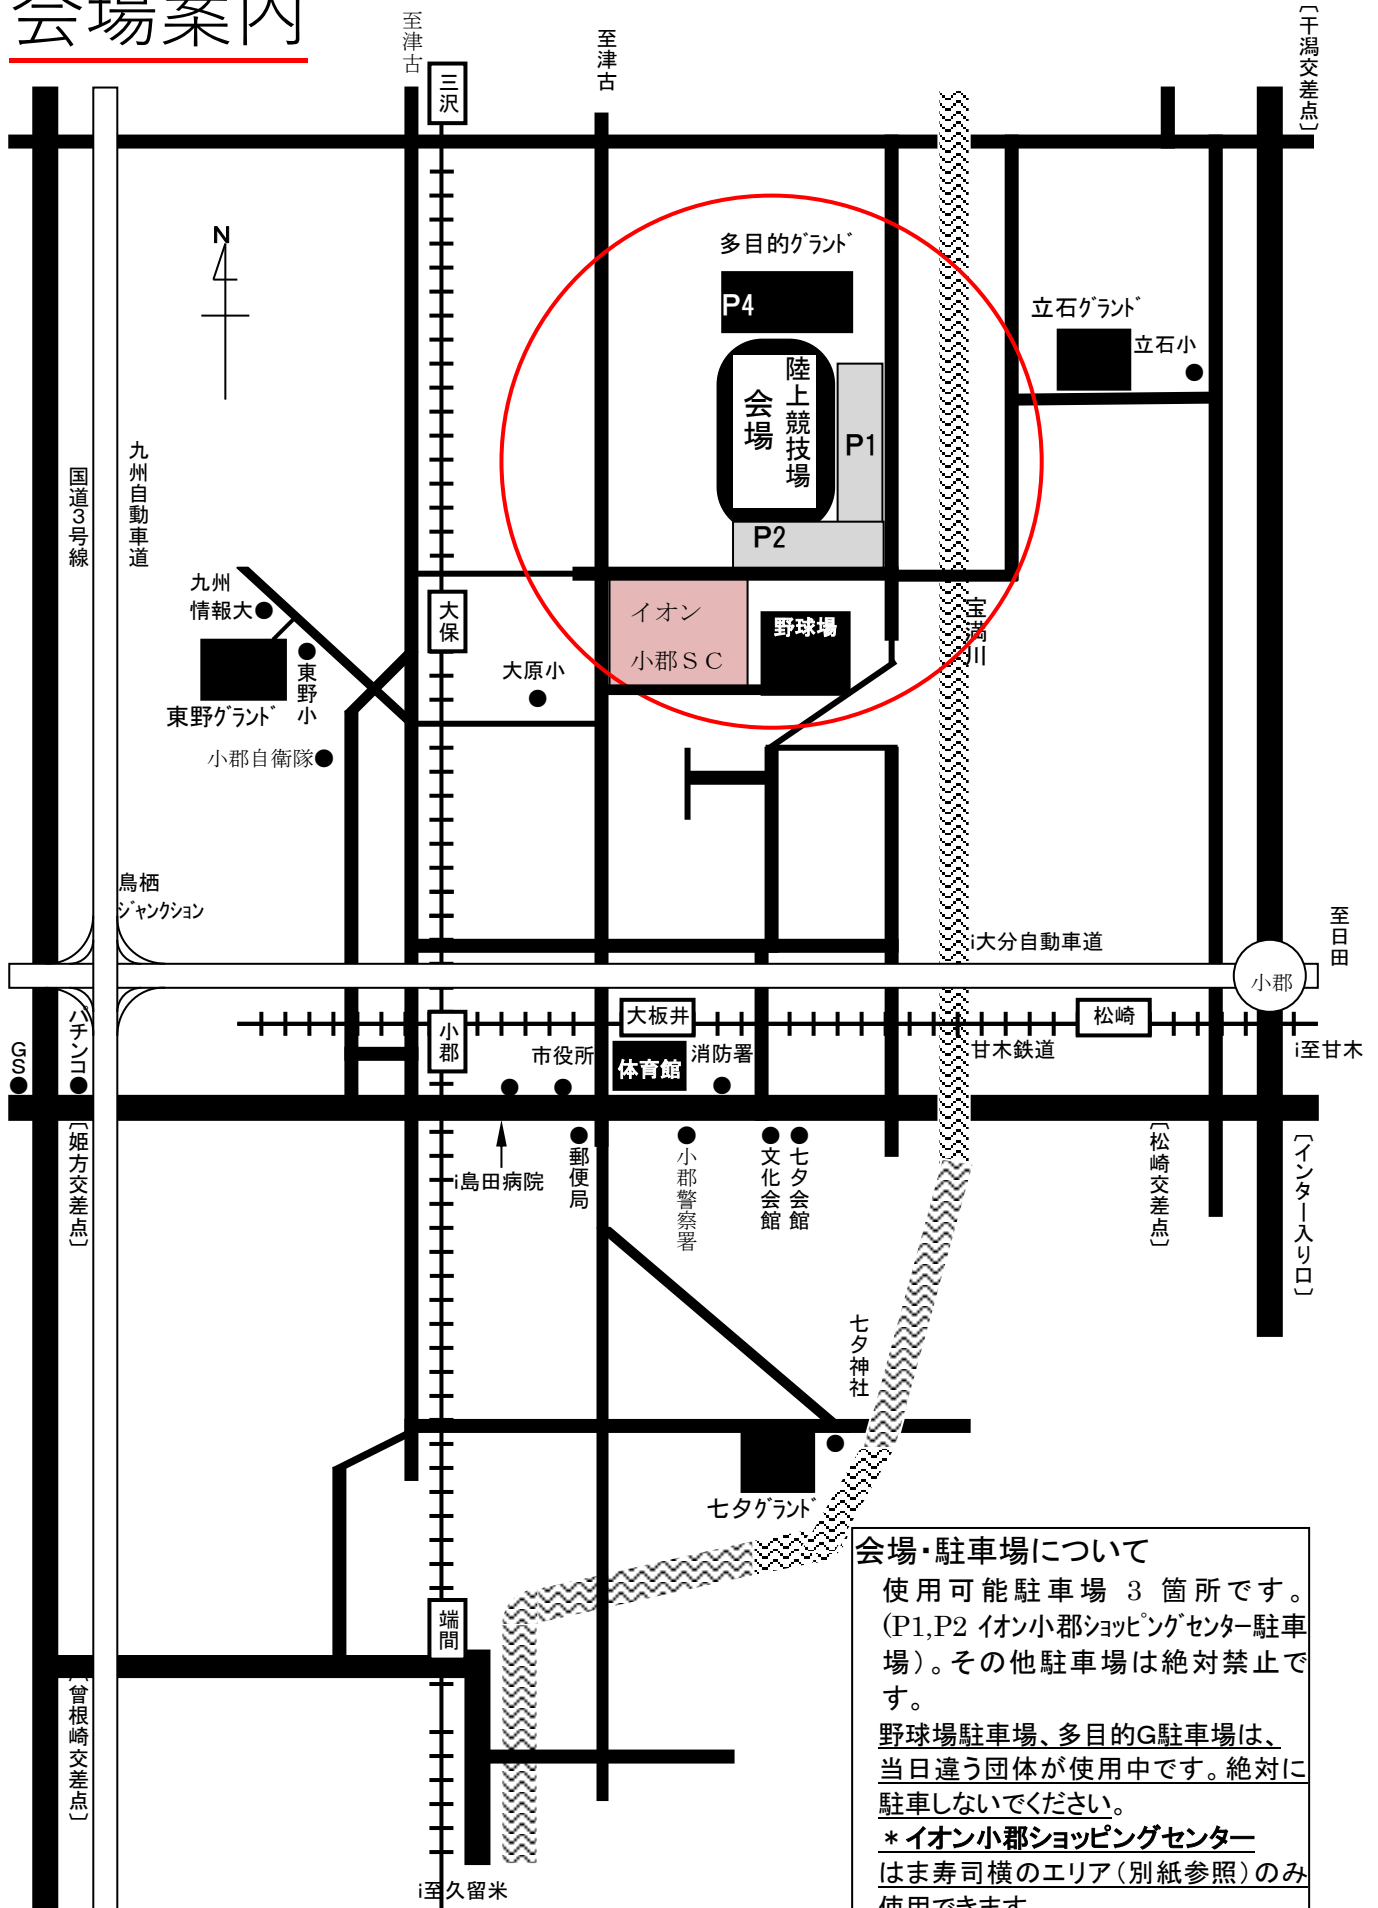 会場案内
至津古
至津古
三沢
〔干潟交差点〕
N
多目的グランド
P4
立石グランド
立石小
陸上競技場
会場
P1
P2
九州自動車道
国道3号線
九州
情報大
東野小
東野グランド
小郡自衛隊
大保
大原小
イオン
小郡SC
野球場
宝満川
鳥栖
ジャンクション
i大分自動車道
至日田
小郡
GS
パチンコ
小郡
大板井
松崎
市役所
体育館
消防署
甘木鉄道
i至甘木
〔姫方交差点〕
i島田病院
郵便局
小郡警察署
文化会館
七夕会館
〔松崎交差点〕
〔インター入り口〕
七夕神社
七夕グランド
端間
〔曾根崎交差点〕
i至久留米
会場・駐車場について
使用可能駐車場 3 箇所です。
(P1,P2 イオン小郡ショッピングセンター駐車
場)。その他駐車場は絶対禁止で
す。
野球場駐車場、多目的G駐車場は、
当日違う団体が使用中です。絶対に
駐車しないでください。
*イオン小郡ショッピングセンター
はま寿司横のエリア(別紙参照)のみ
使用できます